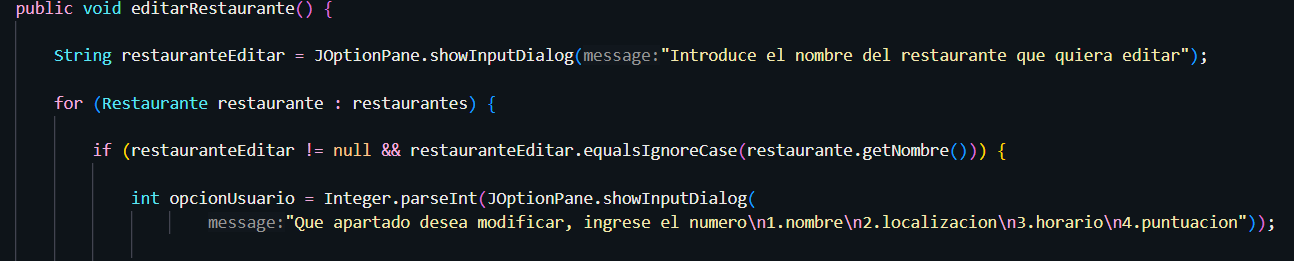 public void editarRestaurante() {
String restauranteEditar = JOptionPane.showInputDialog(message:"Introduce el nombre del restaurante que quiera editar");
for (Restaurante restaurante : restaurantes) {
if (restauranteEditar != null && restauranteEditar.equalsIgnoreCase(restaurante.getNombre())) {
int opcionUsuario = Integer.parseInt(JOptionPane.showInputDialog(
message:"Que apartado desea modificar, ingrese el numero\n1.nombre\n2.localizacion\n3.horario\n4.puntuacion"));